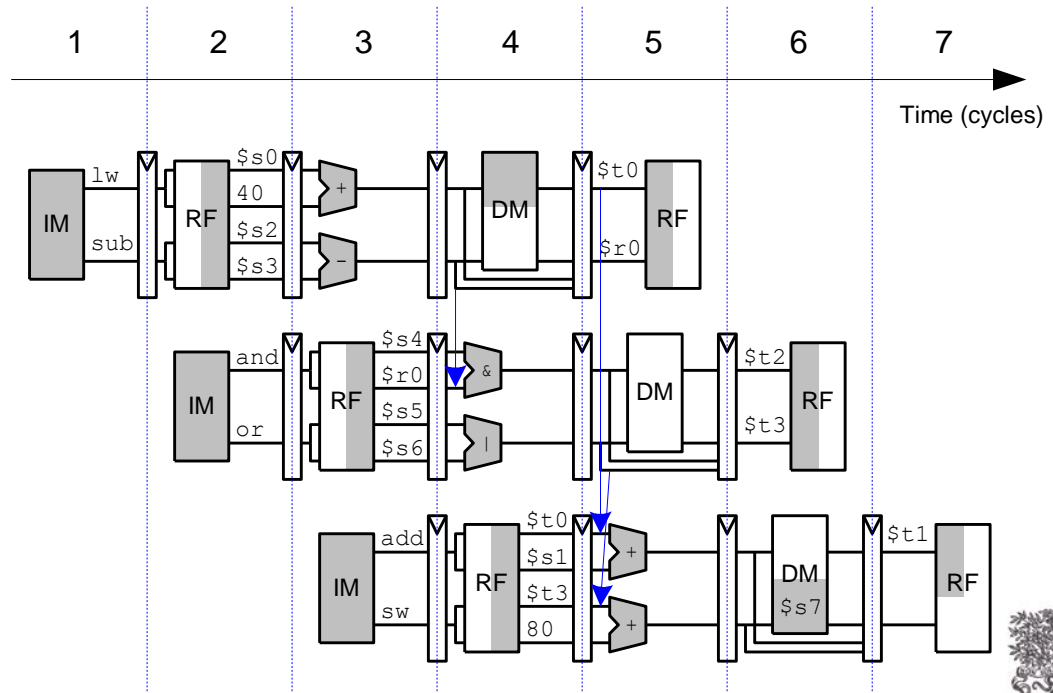 1 2 3 4 5 6 7
Time (cycles)
IM
lw
sub
RF
$s0
40
$s2
$s3
+
-
DM
$t0
$r0
RF
IM
and
or
RF
$s4
$r0
$s5
$s6
&
|
DM
$t2
$t3
RF
IM
add
sw
RF
$t0
$s1
$t3
80
+
+
DM
$s7
$t1
RF